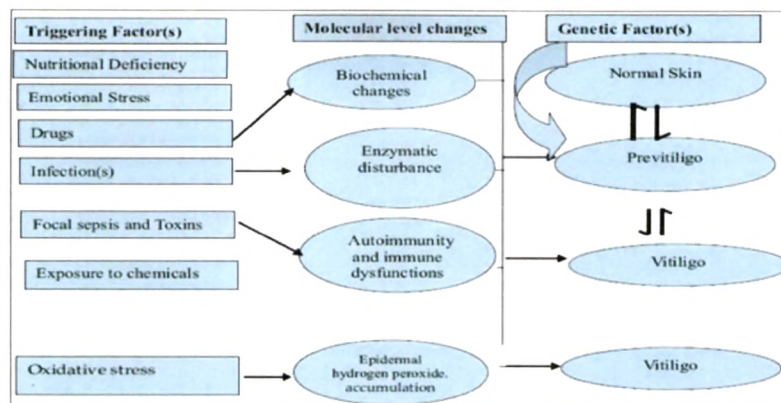 Triggering Factor(s)
Nutritional Deficiency
Emotional Stress
Drugs
Infection(s)
Focal sepsis and Toxins
Exposure to chemicals
Oxidative stress
Molecular level changes
Biochemical
changes
Enzymatic
disturbance
Autoimmunity
and immune
dysfunctions
Epidermal
hydrogen peroxide.
accumulation
Genetic Factor(s)
Normal Skin
Previtiligo
Vitiligo
Vitiligo